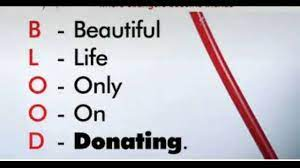 B - Beautiful
L - Life
O - Only
O - On
D - Donating.